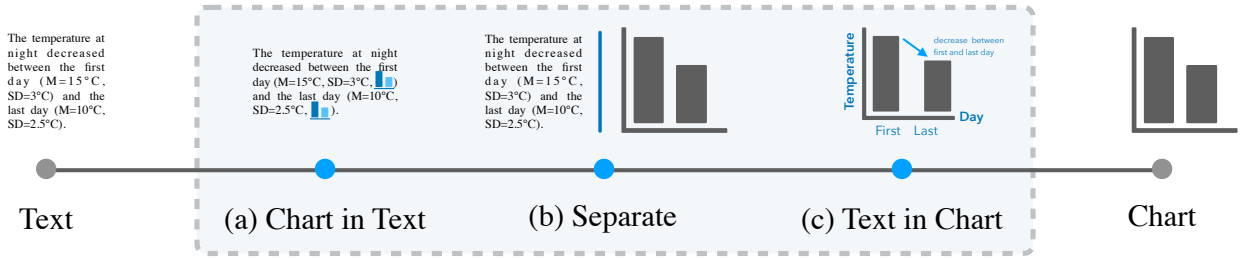 The temperature at
night decreased
between the first
day (M=15°C,
SD=3°C) and the
last day (M=10°C,
SD=2.5°C).
Text
The temperature at night
decreased between the first
day (M=15°C, SD=3°C, )
and the last day (M=10°C,
SD=2.5°C, ).
(a) Chart in Text
The temperature at
night decreased
between the first
day (M=15°C,
SD=3°C) and the
last day (M=10°C,
SD=2.5°C).
(b) Separate
Temperature
decrease between
first and last day
Day
First Last
(c) Text in Chart
Chart